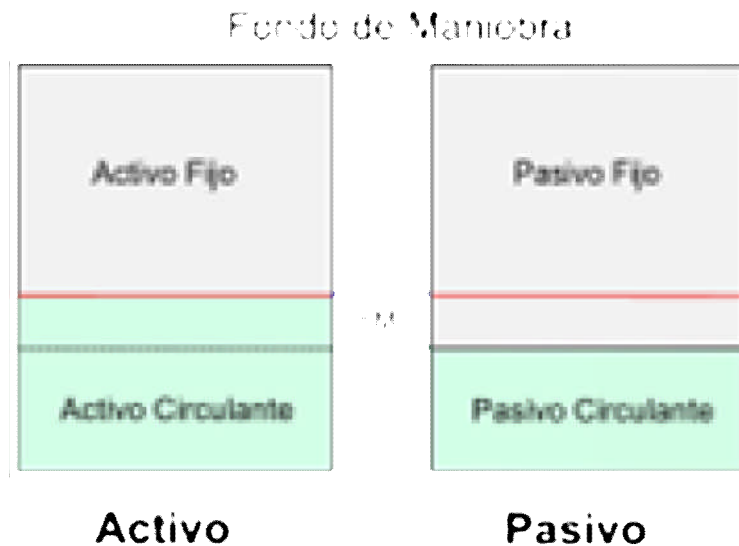 Fondo de Maniobra
Activo Fijo
Pasivo Fijo
Activo Circulante
Pasivo Circulante
Activo
Pasivo